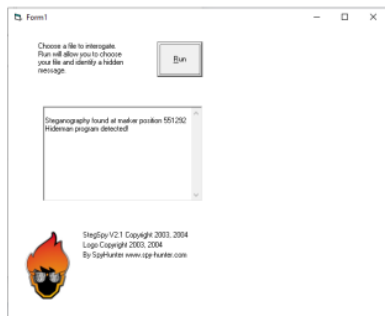 Form1
Choose a file to interogate.
Run will allow you to choose
your file and identify a hidden
message.
Run
Steganography found at marker position 551292
Hiderman program detected!
StegSpy V2.1 Copyright 2003, 2004
Logo Copyright 2003, 2004
By SpyHunter www.spy-hunter.com